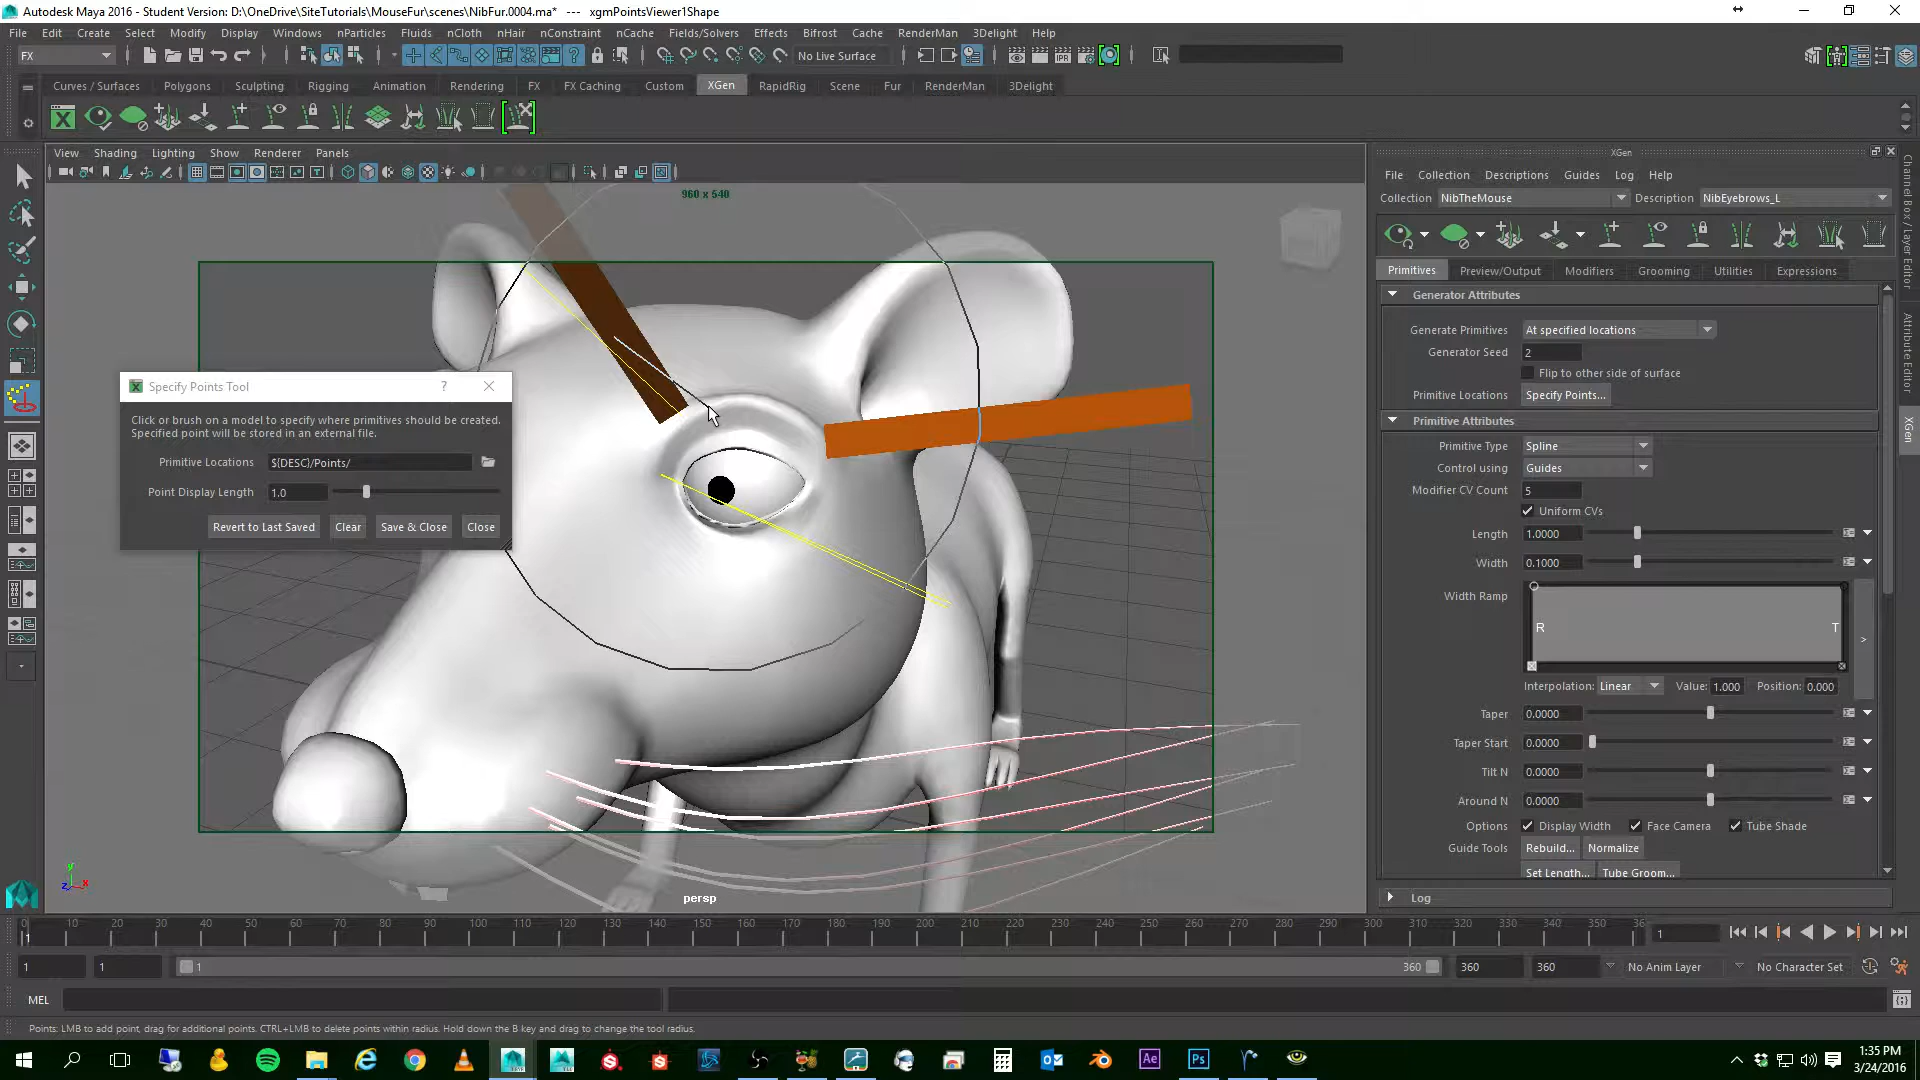 Autodesk Maya 2016 - Student Version: D:\OneDrive\SiteTutorials\MouseFur\scenes\NibFur.0004.ma* --- xgmPointsViewer1Shape
File Edit Create Select Modify Display Windows nParticles Fluids nCloth nHair nConstraint nCache Fields/Solvers Effects Bifrost Cache RenderMan 3Delight Help
FX No Live Surface
Curves / Surfaces Polygons Sculpting Rigging Animation Rendering FX FX Caching Custom XGen RapidRig Scene Fur RenderMan 3Delight
View Shading Lighting Show Renderer Panels
960 x 540
Specify Points Tool ?
Click or brush on a model to specify where primitives should be created.
Specified point will be stored in an external file.
Primitive Locations ${DESC}/Points/
Point Display Length 1.0
Revert to Last Saved Clear Save & Close Close
persp
XGen
File Collection Descriptions Guides Log Help
Collection NibTheMouse Description NibEyebrows_L
Primitives Preview/Output Modifiers Grooming Utilities Expressions
Generator Attributes
Generate Primitives At specified locations
Generator Seed 2
Flip to other side of surface
Primitive Locations Specify Points...
Primitive Attributes
Primitive Type Spline
Control using Guides
Modifier CV Count 5
Uniform CVs
Length 1.0000
Width 0.1000
Width Ramp
R T
>
Interpolation: Linear Value: 1.000 Position: 0.000
Taper 0.0000
Taper Start 0.0000
Tilt N 0.0000
Around N 0.0000
Options Display Width Face Camera Tube Shade
Guide Tools Rebuild... Normalize
Set Length... Tube Groom...
Log
Channel Box / Layer Editor
Attribute Editor
XGen
0 10 20 30 40 50 60 70 80 90 100 110 120 130 140 150 160 170 180 190 200 210 220 230 240 250 260 270 280 290 300 310 320 330 340 350 36
1 1
1 1 1 360 360 360 No Anim Layer No Character Set
MEL
Points: LMB to add point, drag for additional points. CTRL+LMB to delete points within radius. Hold down the B key and drag to change the tool radius.
1:35 PM
3/24/2016